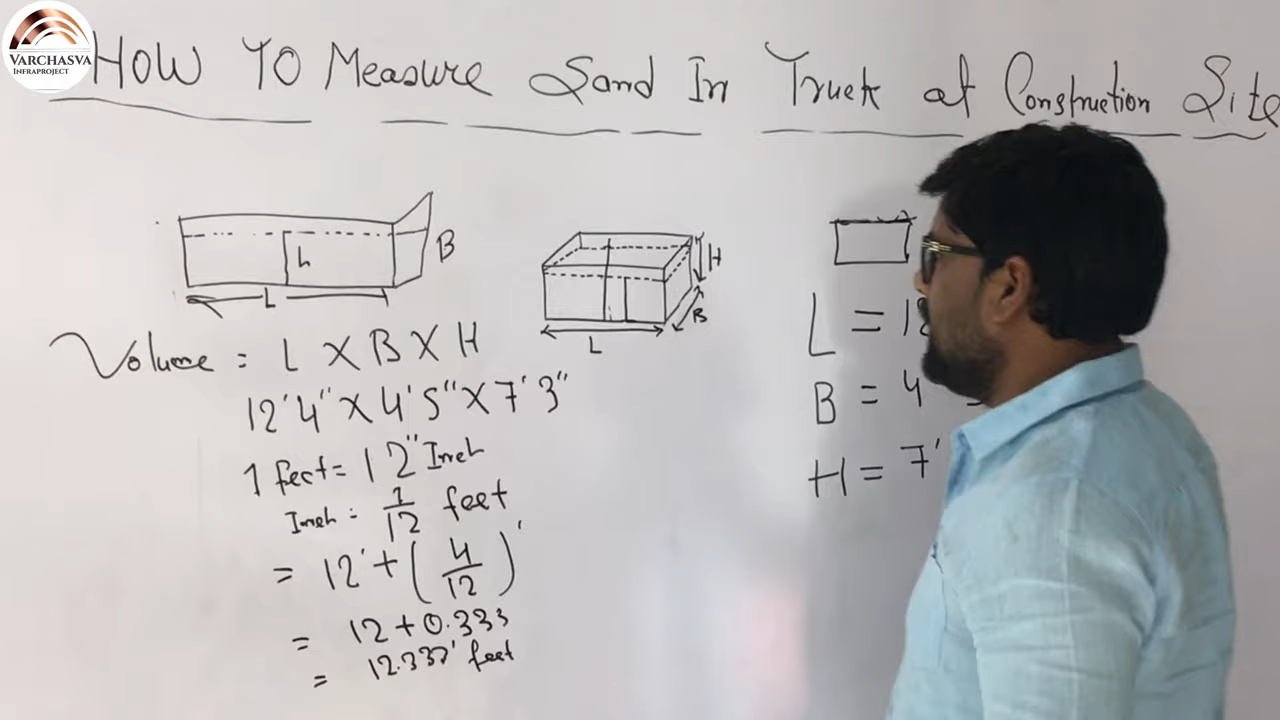 VARCHASVA
INFRAPROJECT
HOW TO Measure Sand In Truck at Construction Site
h
B
L
H
B
L
Volume = L X B X H
12'4" X 4'5" X 7'3"
1 feet = 12" Inch
Inch = 1/12 feet
= 12' + (4/12)'
= 12 + 0.333
= 12.333' feet
L = 12
B = 4
H = 7'